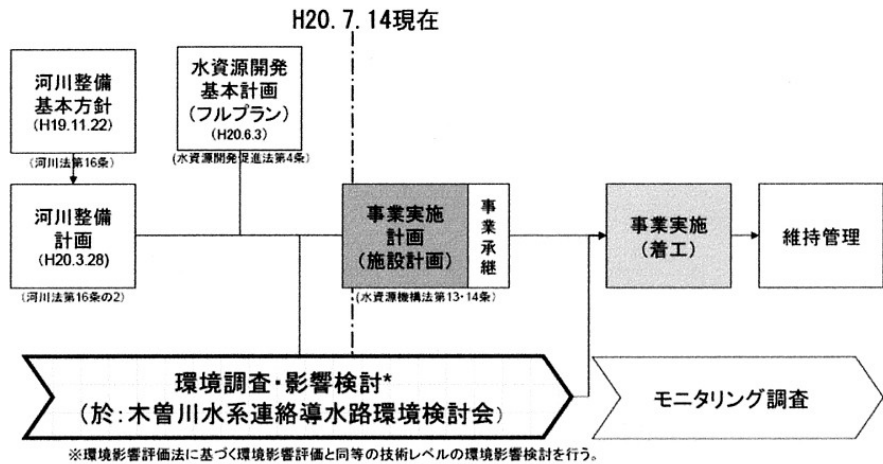 H20.7.14現在
河川整備
基本方針
(H19.11.22)
(河川法第16条)
水資源開発
基本計画
(フルプラン)
(H20.6.3)
(水資源開発促進法第4条)
河川整備
計画
(H20.3.28)
(河川法第16条の2)
事業実施
計画
(施設計画)
事業承継
(水資源機構法第13・14条)
事業実施
(着工)
維持管理
環境調査・影響検討*
(於:木曽川水系連絡導水路環境検討会)
モニタリング調査
※環境影響評価法に基づく環境影響評価と同等の技術レベルの環境影響検討を行う。